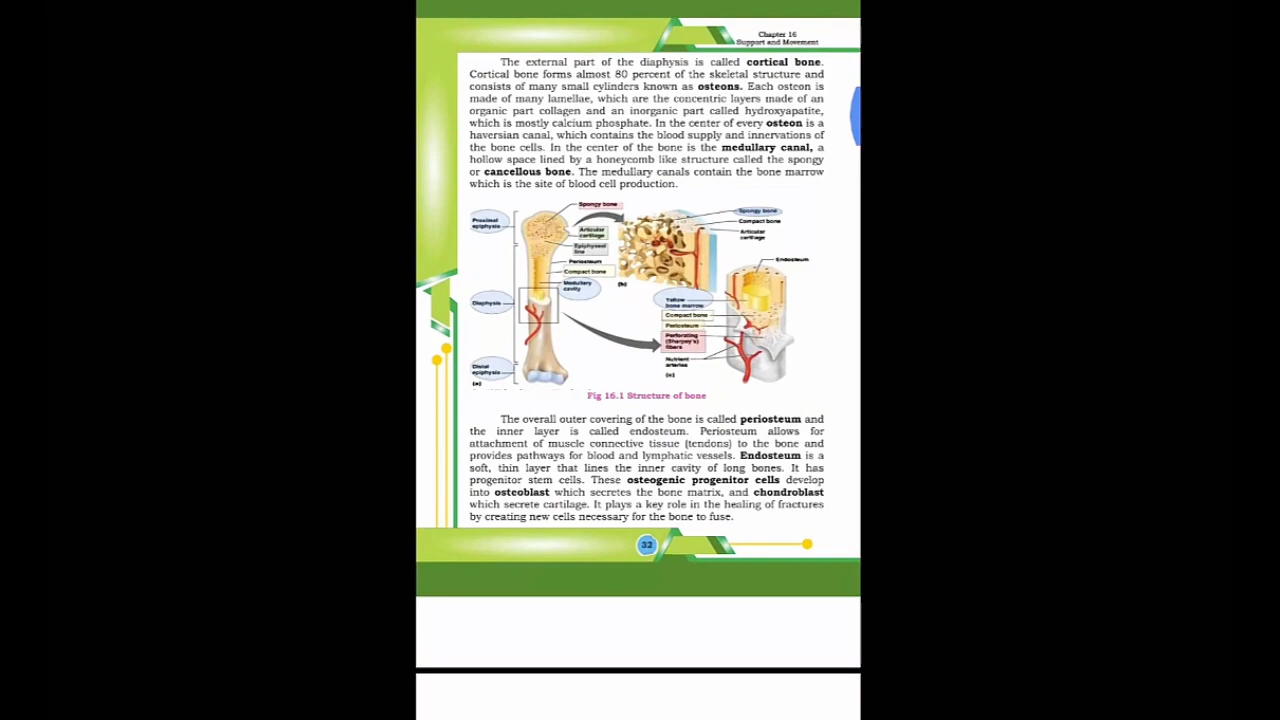 Chapter 16
Support and Movement
The external part of the diaphysis is called cortical bone.
Cortical bone forms almost 80 percent of the skeletal structure and
consists of many small cylinders known as osteons. Each osteon is
made of many lamellae, which are the concentric layers made of an
organic part collagen and an inorganic part called hydroxyapatite,
which is mostly calcium phosphate. In the center of every osteon is a
haversian canal, which contains the blood supply and innervations of
the bone cells. In the center of the bone is the medullary canal, a
hollow space lined by a honeycomb like structure called the spongy
or cancellous bone. The medullary canals contain the bone marrow
which is the site of blood cell production.
Proximal
epiphysis
Diaphysis
Distal
epiphysis
(a)
Spongy bone
Articular
cartilage
Epiphyseal
line
Periosteum
Compact bone
Medullary
cavity
(b)
Spongy bone
Compact bone
Articular
cartilage
Endosteum
Yellow
bone marrow
Compact bone
Periosteum
Perforating
(Sharpey's)
fibers
Nutrient
arteries
(c)
Fig 16.1 Structure of bone
The overall outer covering of the bone is called periosteum and
the inner layer is called endosteum. Periosteum allows for
attachment of muscle connective tissue (tendons) to the bone and
provides pathways for blood and lymphatic vessels. Endosteum is a
soft, thin layer that lines the inner cavity of long bones. It has
progenitor stem cells. These osteogenic progenitor cells develop
into osteoblast which secretes the bone matrix, and chondroblast
which secrete cartilage. It plays a key role in the healing of fractures
by creating new cells necessary for the bone to fuse.
32